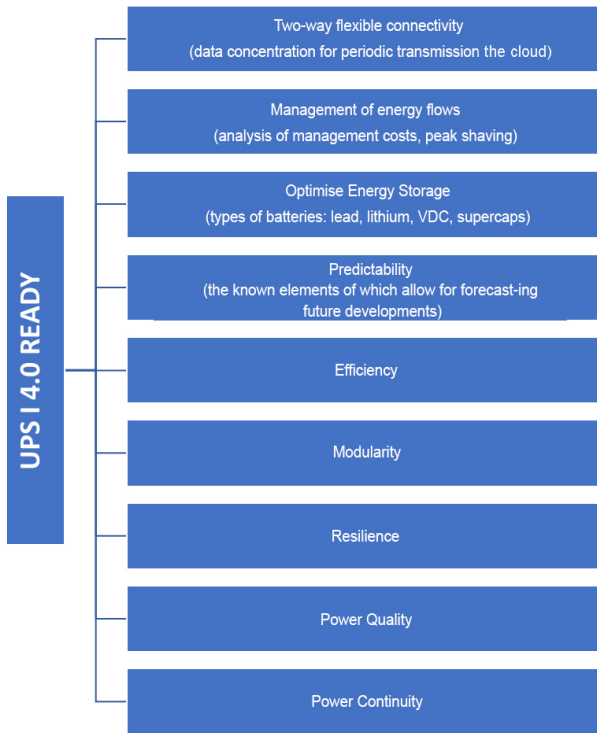 UPS I 4.0 READY
Two-way flexible connectivity
(data concentration for periodic transmission the cloud)
Management of energy flows
(analysis of management costs, peak shaving)
Optimise Energy Storage
(types of batteries: lead, lithium, VDC, supercaps)
Predictability
(the known elements of which allow for forecast-ing
future developments)
Efficiency
Modularity
Resilience
Power Quality
Power Continuity